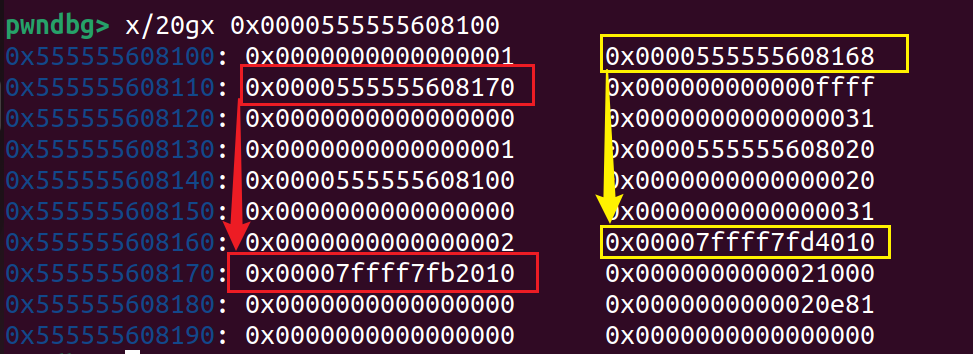 pwndbg> x/20gx 0x0000555555608100
0x555555608100: 0x0000000000000001 0x0000555555608168
0x555555608110: 0x0000555555608170 0x000000000000ffff
0x555555608120: 0x0000000000000000 0x0000000000000031
0x555555608130: 0x0000000000000001 0x0000555555608020
0x555555608140: 0x0000555555608100 0x0000000000000020
0x555555608150: 0x0000000000000000 0x0000000000000031
0x555555608160: 0x0000000000000002 0x00007ffff7fd4010
0x555555608170: 0x00007ffff7fb2010 0x0000000000021000
0x555555608180: 0x0000000000000000 0x0000000000020e81
0x555555608190: 0x0000000000000000 0x0000000000000000